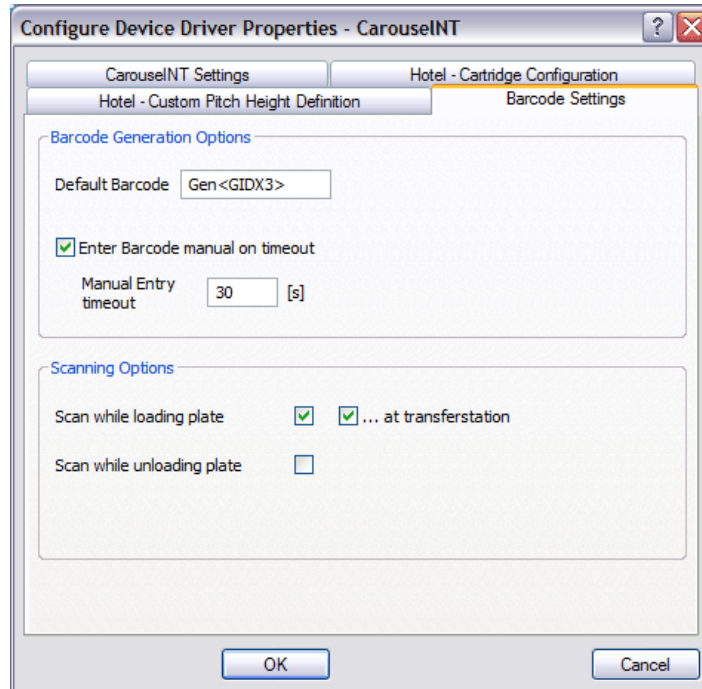 Configure Device Driver Properties - CarouselNT
CarouselNT Settings
Hotel - Cartridge Configuration
Hotel - Custom Pitch Height Definition
Barcode Settings
Barcode Generation Options
Default Barcode Gen<GIDX3>
Enter Barcode manual on timeout
Manual Entry
timeout
30 [s]
Scanning Options
Scan while loading plate ... at transferstation
Scan while unloading plate
OK Cancel